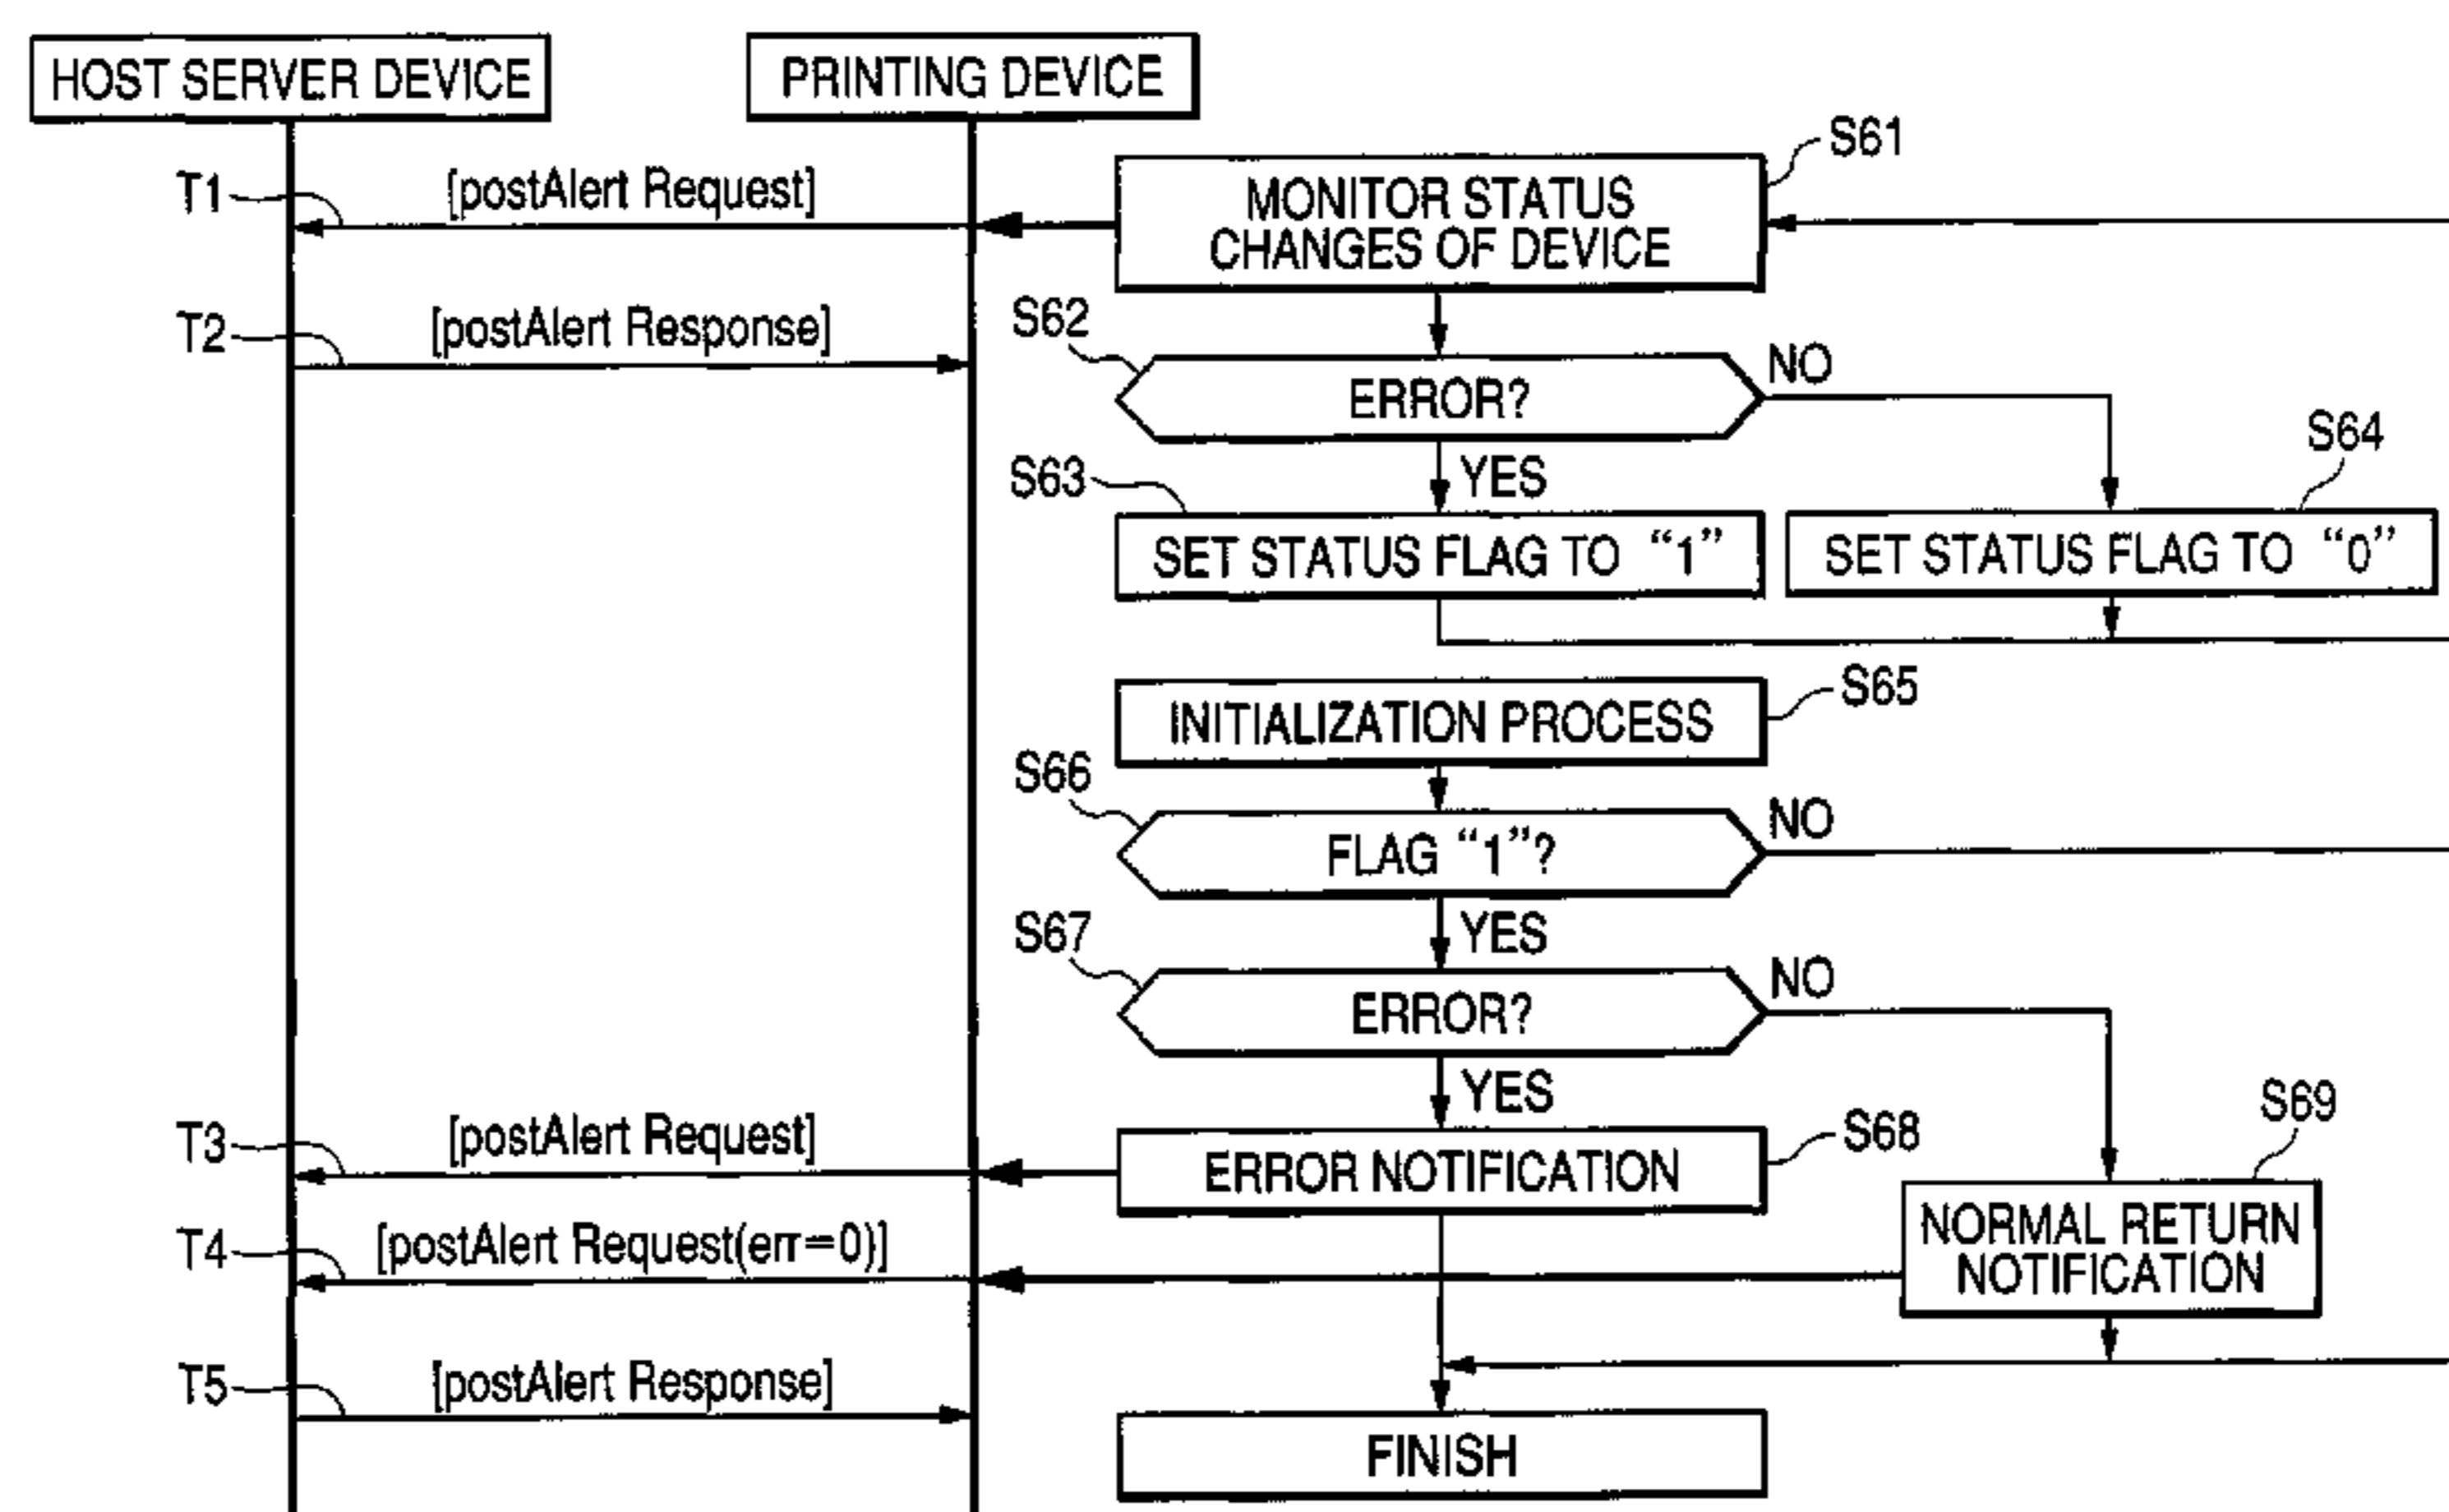 HOST SERVER DEVICE
PRINTING DEVICE
S61
T1
[postAlert Request]
MONITOR STATUS
CHANGES OF DEVICE
T2
[postAlert Response]
S62
NO
ERROR?
S64
S63
YES
SET STATUS FLAG TO “1”
SET STATUS FLAG TO “0”
S65
INITIALIZATION PROCESS
S66
NO
FLAG “1”?
S67
YES
NO
ERROR?
YES
S69
T3
[postAlert Request]
S68
ERROR NOTIFICATION
T4
[postAlert Request(err=0)]
NORMAL RETURN
NOTIFICATION
T5
[postAlert Response]
FINISH